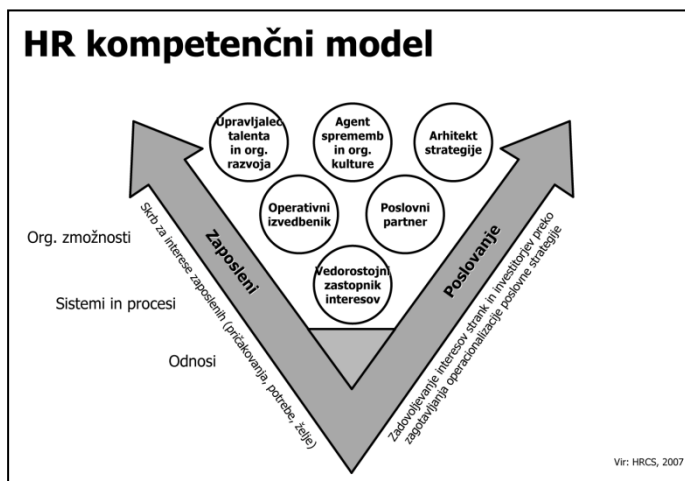 HR kompetenčni model
Upravljalec
talenta
in org.
razvoja
Agent
sprememb
in org.
kulture
Arhitekt
strategije
Operativni
izvedbenik
Poslovni
partner
Vedorostojni
zastopnik
interesov
Zaposleni
Poslovanje
Org. zmožnosti
Sistemi in procesi
Odnosi
Skrb za interese zaposlenih (pričakovanja, potrebe, želje)
Zadovoljevanje interesov strank in investitorjev preko
zagotavljanja operacionalizacije poslovne strategije
Vir: HRCS, 2007